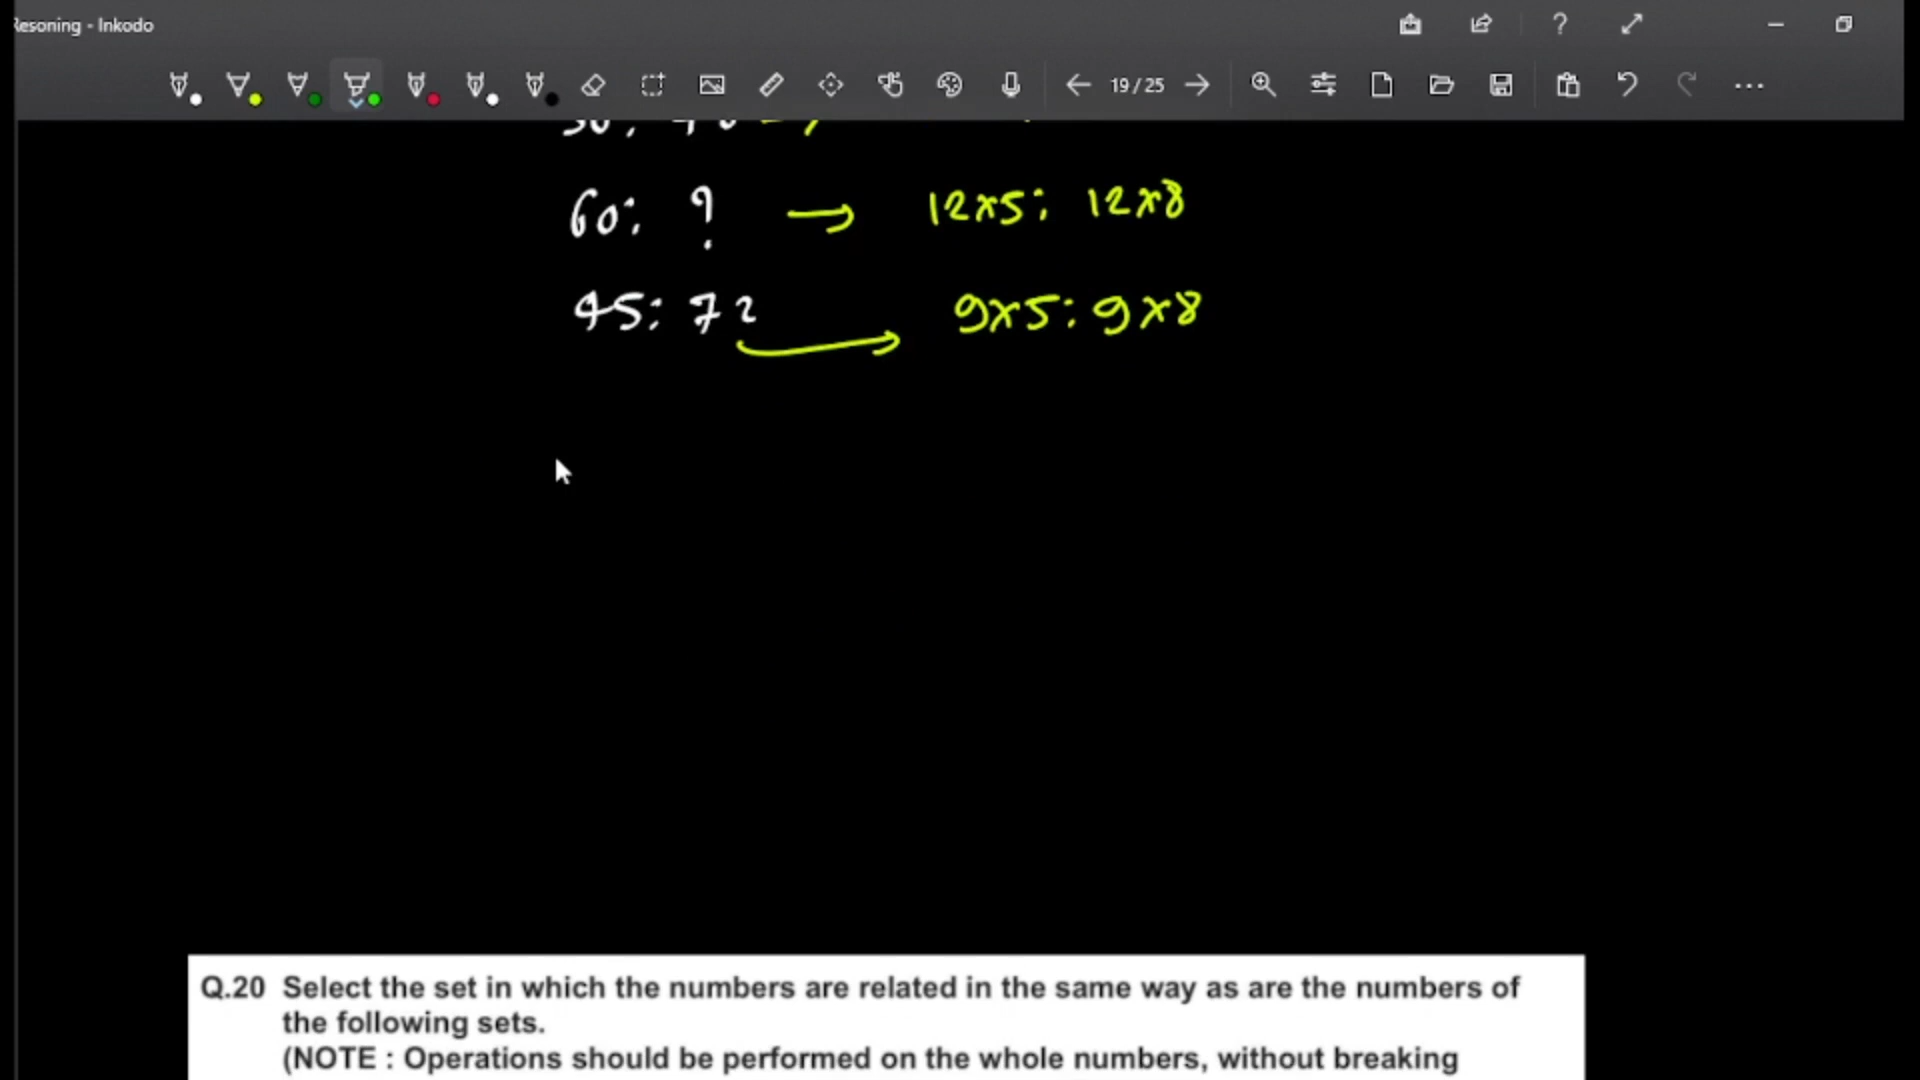 Resoning - Inkodo
19 / 25
60 : ? → 12x5 : 12x8
45 : 72 → 9x5 : 9x8
Q.20 Select the set in which the numbers are related in the same way as are the numbers of
the following sets.
(NOTE : Operations should be performed on the whole numbers, without breaking